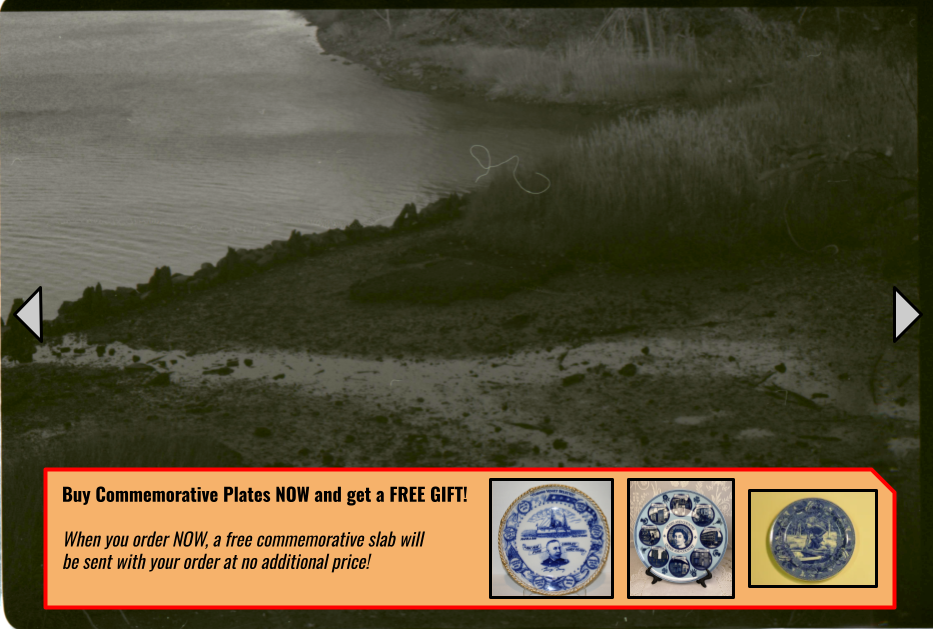 Buy Commemorative Plates NOW and get a FREE GIFT!
When you order NOW, a free commemorative slab will
be sent with your order at no additional price!